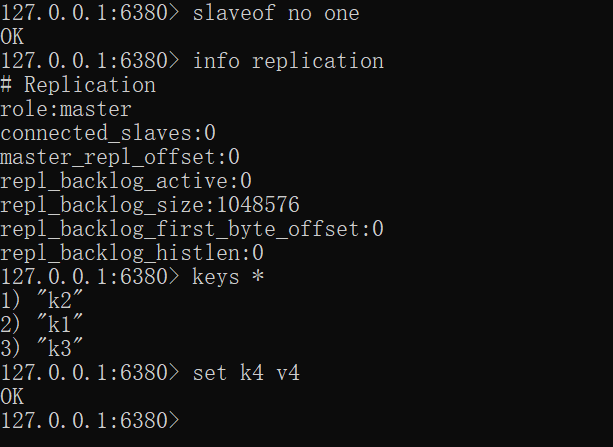 127.0.0.1:6380> slaveof no one
OK
127.0.0.1:6380> info replication
# Replication
role:master
connected_slaves:0
master_repl_offset:0
repl_backlog_active:0
repl_backlog_size:1048576
repl_backlog_first_byte_offset:0
repl_backlog_histlen:0
127.0.0.1:6380> keys *
1) "k2"
2) "k1"
3) "k3"
127.0.0.1:6380> set k4 v4
OK
127.0.0.1:6380>